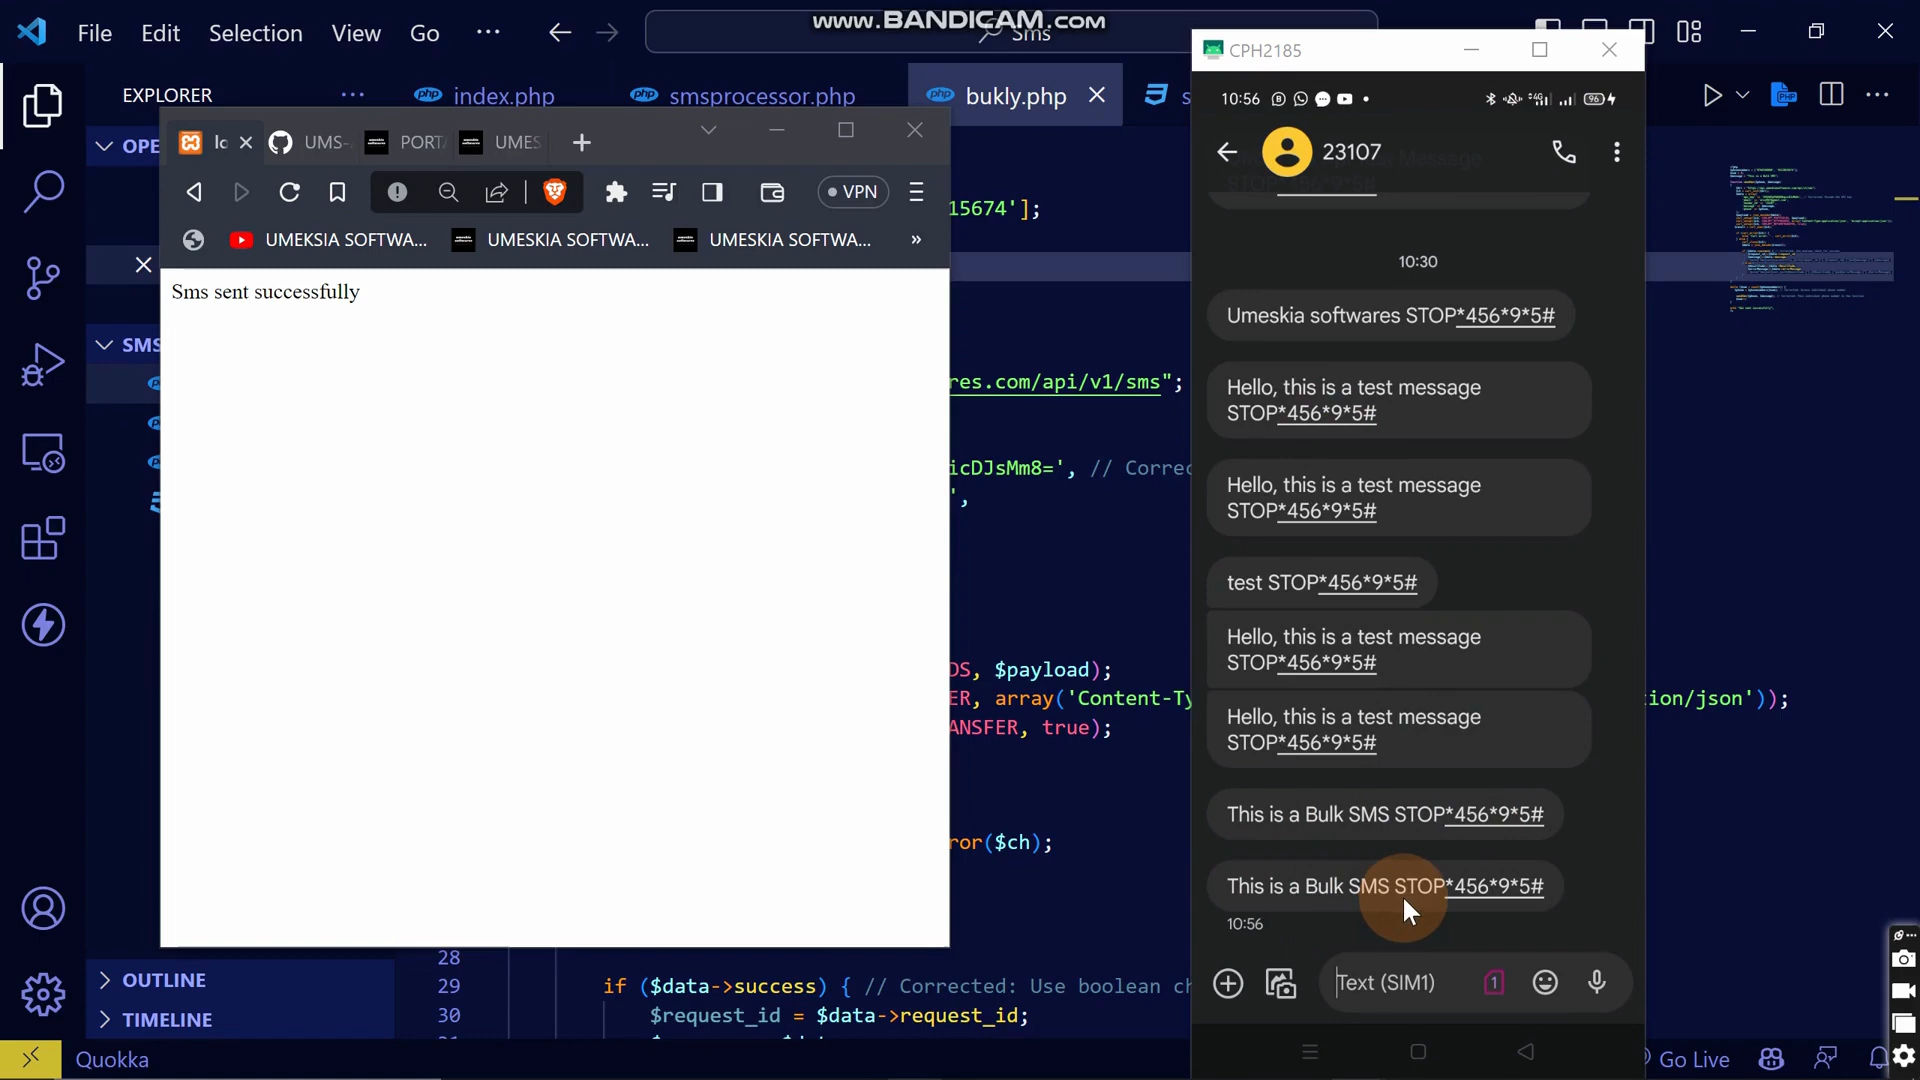 www.BANDICAM.com
File Edit Selection View Go
Sms
EXPLORER
index.php
smsprocessor.php
bukly.php
s
OPE
SMS
lo
UMS-
PORTA
UMES
VPN
UMEKSIA SOFTWA...
UMESKIA SOFTWA...
UMESKIA SOFTWA...
»
Sms sent successfully
15674'];
res.com/api/v1/sms";
icDJsMm8=', // Correc
',
DS, $payload);
ER, array('Content-Ty
ion/json'));
ANSFER, true);
ror($ch);
28
29 if ($data->success) { // Corrected: Use boolean ch
30 $request_id = $data->request_id;
OUTLINE
TIMELINE
Quokka
Go Live
CPH2185
10:56
4G
96
23107
10:30
Umeskia softwares STOP*456*9*5#
Hello, this is a test message
STOP*456*9*5#
Hello, this is a test message
STOP*456*9*5#
test STOP*456*9*5#
Hello, this is a test message
STOP*456*9*5#
Hello, this is a test message
STOP*456*9*5#
This is a Bulk SMS STOP*456*9*5#
This is a Bulk SMS STOP*456*9*5#
10:56
Text (SIM1)
1